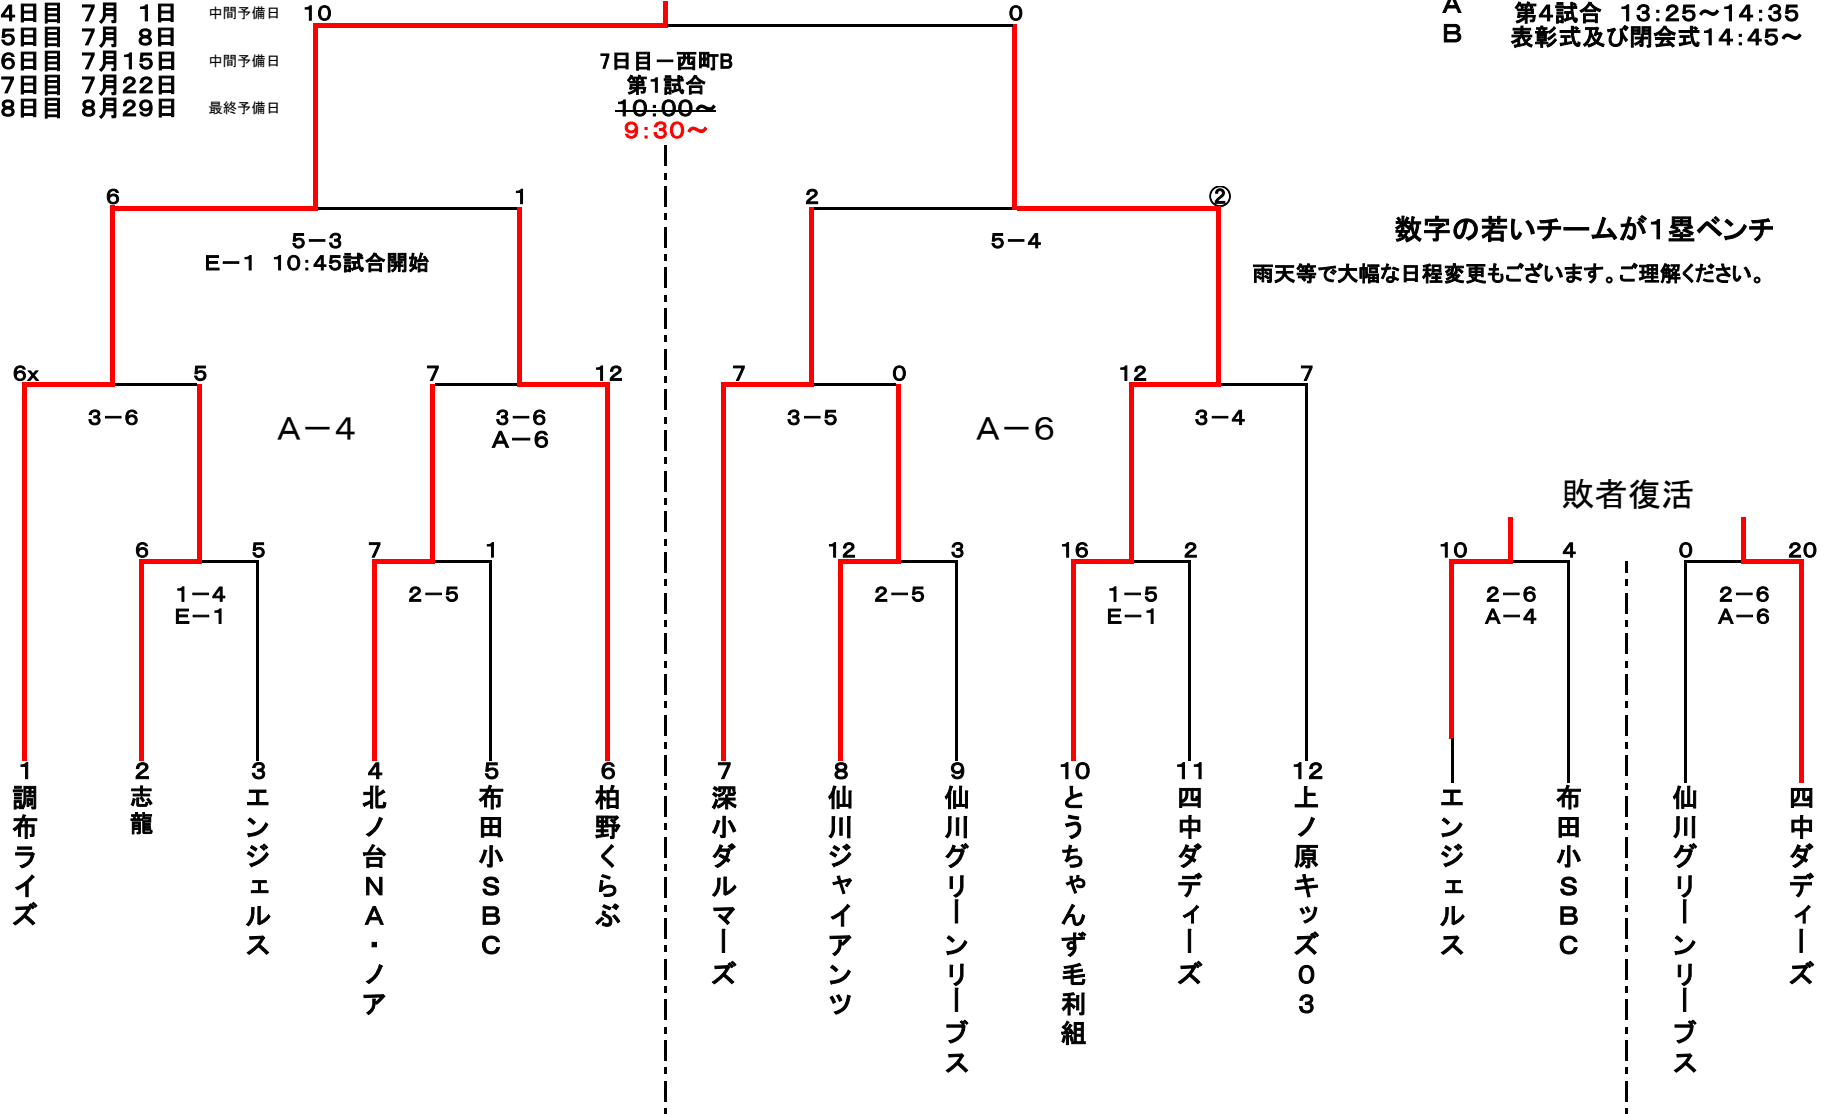 4日目 7月 1日 中間予備日
5日目 7月 8日
6日目 7月15日 中間予備日
7日目 7月22日
8日目 8月29日 最終予備日
10 0
A 第4試合 13:25～14:35
B 表彰式及び閉会式14:45～
7日目－西町B
第1試合
10:00～
9:30～
6 1 2 ②
5－3
E－1 10:45試合開始
5－4
数字の若いチームが1塁ベンチ
雨天等で大幅な日程変更もございます。ご理解ください。
6x 5 7 12 7 0 12 7
3－6
A－4
3－6
A－6
3－5
A－6
3－4
敗者復活
6 5 7 1 12 3 16 2 10 4 0 20
1－4
E－1
2－5
2－5
1－5
E－1
2－6
A－4
2－6
A－6
1 調布ライズ
2 志龍
3 エンジェルス
4 北ノ台NA・ノア
5 布田小SBC
6 柏野くらぶ
7 深小ダルマーズ
8 仙川ジャイアンツ
9 仙川グリーンリーブス
10 とうちゃんず毛利組
11 四中ダディーズ
12 上ノ原キッズ03
エンジェルス
布田小SBC
仙川グリーンリーブス
四中ダディーズ